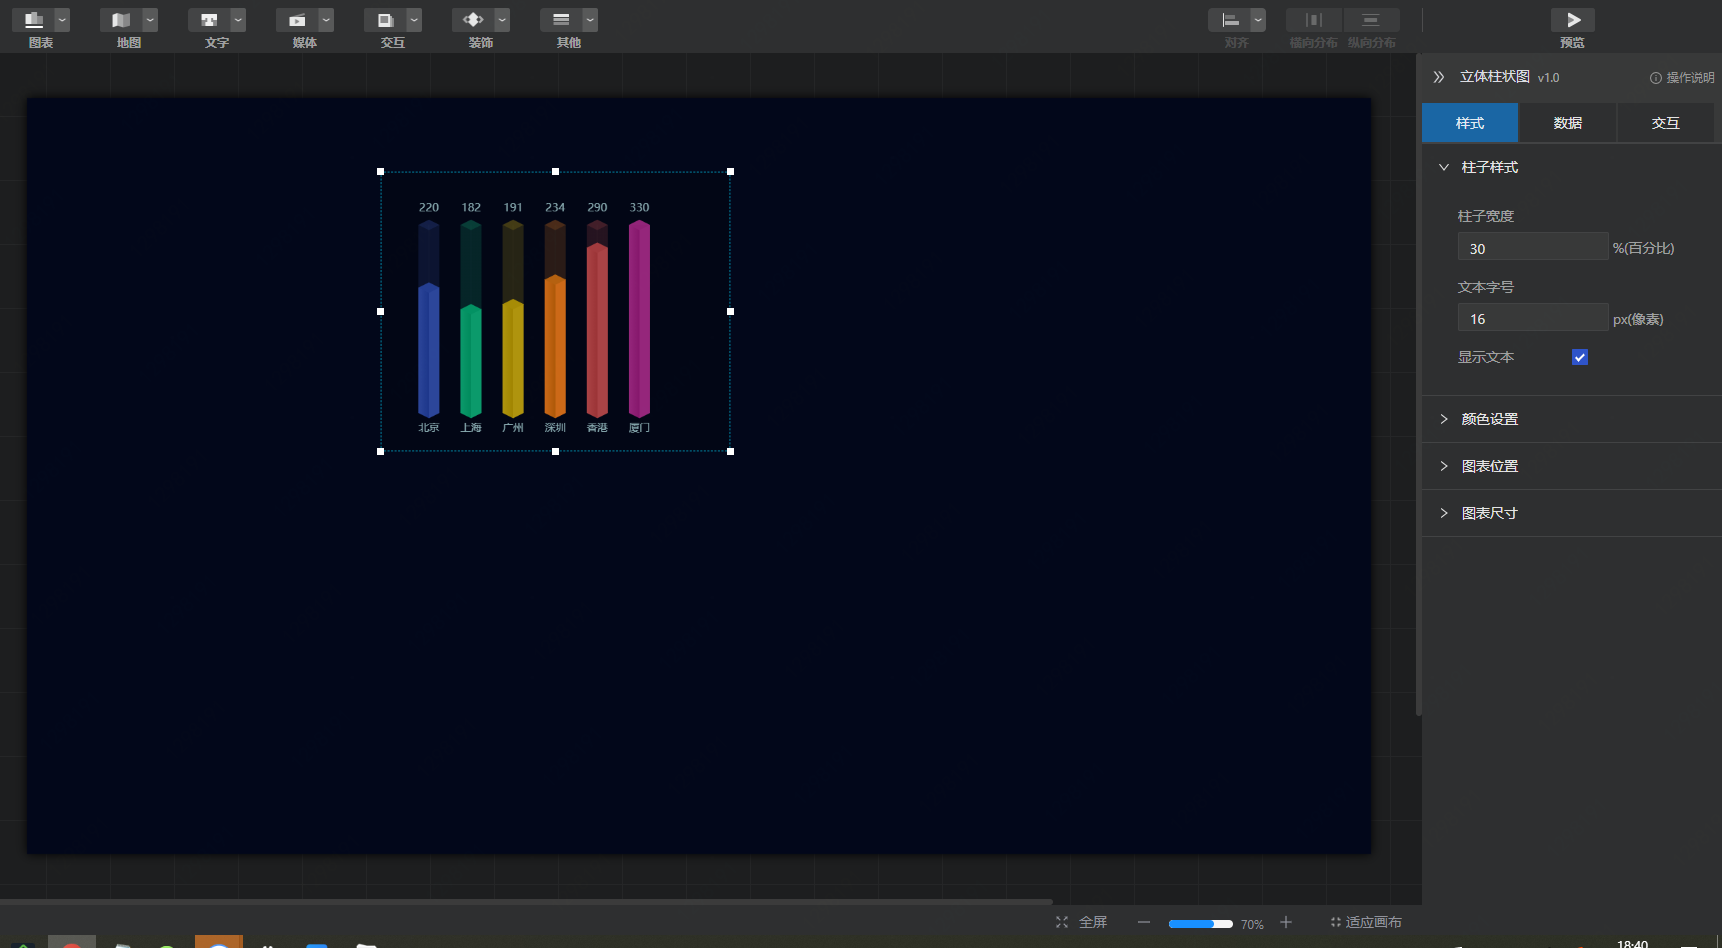 图表 地图 文字 媒体 交互 装饰 其他 对齐 横向分布 纵向分布 预览
立体柱状图 v1.0 操作说明
样式 数据 交互
柱子样式
柱子宽度
30 %(百分比)
文本字号
16 px(像素)
显示文本
颜色设置
图表位置
图表尺寸
220 182 191 234 290 330
北京 上海 广州 深圳 香港 厦门
全屏 70% 适应画布
18:40